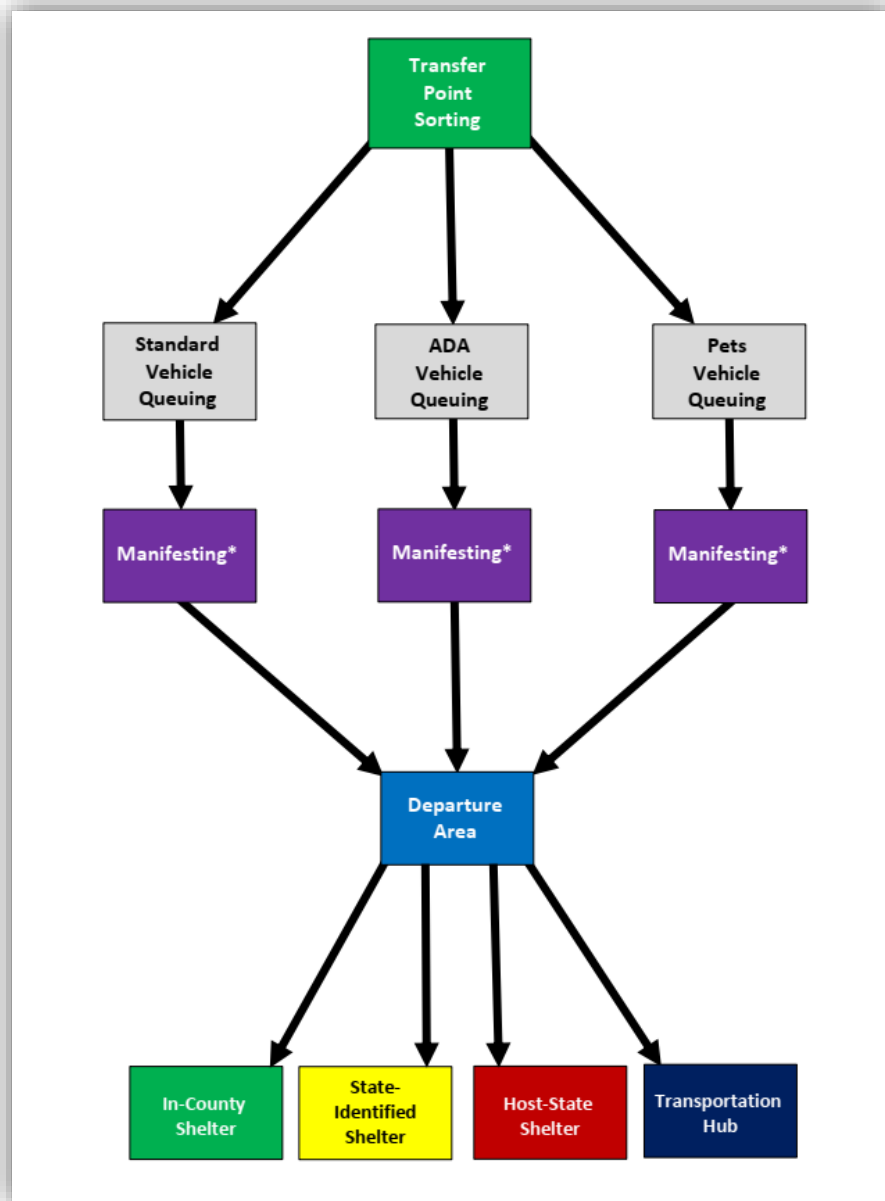 Transfer
Point
Sorting
Standard
Vehicle
Queuing
ADA
Vehicle
Queuing
Pets
Vehicle
Queuing
Manifesting*
Manifesting*
Manifesting*
Departure
Area
In-County
Shelter
State-
Identified
Shelter
Host-State
Shelter
Transportation
Hub